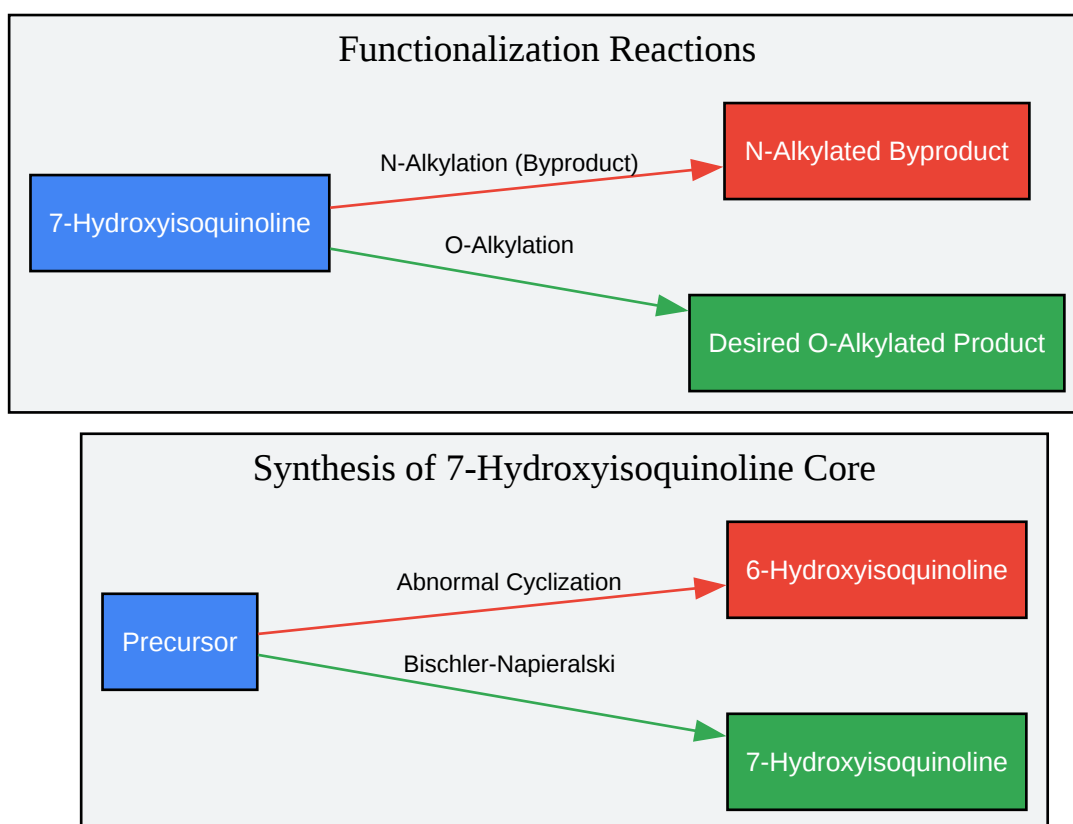 Functionalization Reactions
N-Alkylated Byproduct
N-Alkylation (Byproduct)
7-Hydroxyisoquinoline
O-Alkylation
Desired O-Alkylated Product
Synthesis of 7-Hydroxyisoquinoline Core
6-Hydroxyisoquinoline
Abnormal Cyclization
Precursor
Bischler-Napieralski
7-Hydroxyisoquinoline